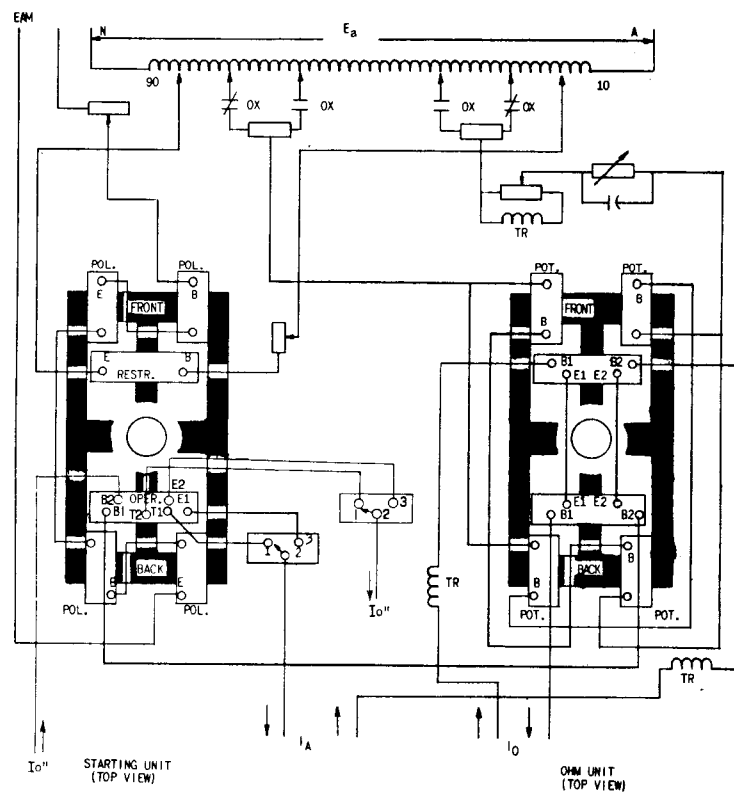 EAM
N Ea A
90 10
OX OX OX OX
TR
POL. POL.
E B
FRONT
E B
RESTR.
POT. POT.
B
FRONT
B
B1 B2
E1 E2
E2
B2 OPER. E1
B1 T2 T1
1 2 3
1 2 3
E1 E2
B1 B2
TR
B E
BACK
POL. POL.
B B
BACK
POT. POT.
Io"
TR
Io" IA IO
STARTING UNIT
(TOP VIEW)
OHM UNIT
(TOP VIEW)